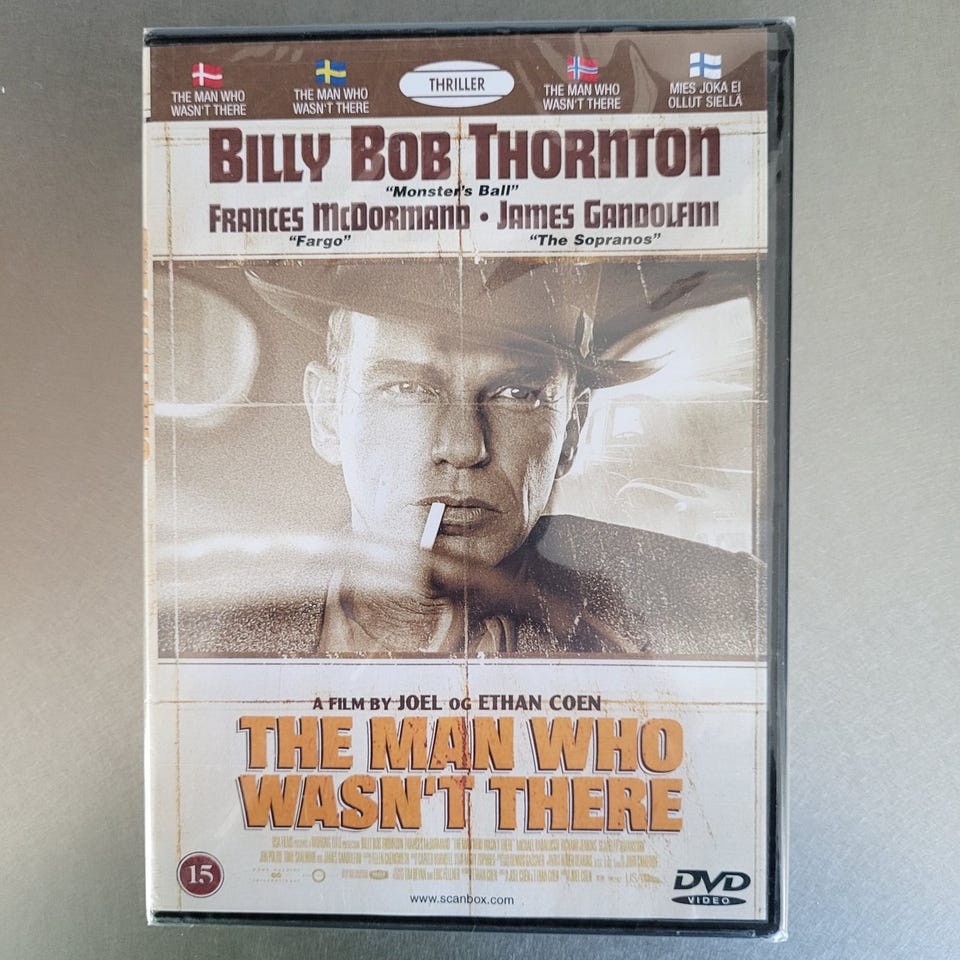 THE MAN WHO
WASN'T THERE
THE MAN WHO
WASN'T THERE
THRILLER
THE MAN WHO
WASN'T THERE
MIES JOKA EI
OLLUT SIELLÄ
BILLY BOB THORNTON
"Monster's Ball"
FRANCES McDORMAND • JAMES GANDOLFINI
"Fargo" "The Sopranos"
A FILM BY JOEL OG ETHAN COEN
THE MAN WHO
WASN'T THERE
15
DVD
VIDEO
www.scanbox.com